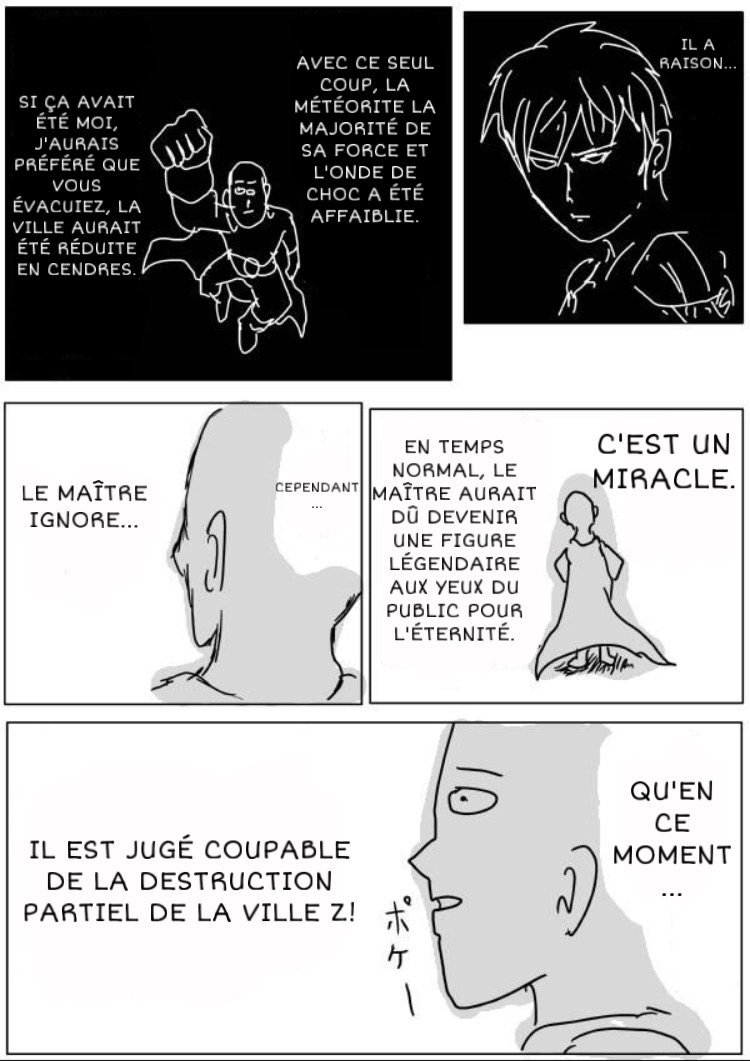 IL A
RAISON...
AVEC CE SEUL
COUP, LA
MÉTÉORITE LA
MAJORITÉ DE
SA FORCE ET
L'ONDE DE
CHOC A ÉTÉ
AFFAIBLIE.
SI ÇA AVAIT
ÉTÉ MOI,
J'AURAIS
PRÉFÉRÉ QUE
VOUS
ÉVACUIEZ, LA
VILLE AURAIT
ÉTÉ RÉDUITE
EN CENDRES.
C'EST UN
MIRACLE.
EN TEMPS
NORMAL, LE
MAÎTRE AURAIT
DÛ DEVENIR
UNE FIGURE
LÉGENDAIRE
AUX YEUX DU
PUBLIC POUR
L'ÉTERNITÉ.
CEPENDANT
...
LE MAÎTRE
IGNORE...
QU'EN
CE
MOMENT
...
ポケー
IL EST JUGÉ COUPABLE
DE LA DESTRUCTION
PARTIEL DE LA VILLE Z!